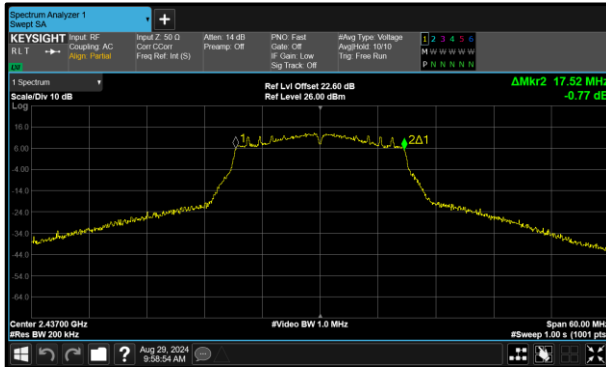 Spectrum Analyzer 1
Swept SA
KEYSIGHT
RLT
Align: Partial
Input: RF
Coupling: AC
Input Z: 50 Ω
Corr CCorr
Freq Ref: Int (S)
Atten: 14 dB
Preamp: Off
PNO: Fast
Gate: Off
IF Gain: Low
Sig Track: Off
#Avg Type: Voltage
Avg|Hold: 10/10
Trig: Free Run
1 2 3 4 5 6
M W W W W W
P N N N N N
1 Spectrum
Scale/Div 10 dB
Ref Lvl Offset 22.60 dB
Ref Level 26.00 dBm
ΔMkr2 17.52 MHz
-0.77 dB
Log
16.0
6.00
-4.00
-14.0
-24.0
-34.0
-44.0
-54.0
-64.0
1
2Δ1
Center 2.43700 GHz
#Video BW 1.0 MHz
Span 60.00 MHz
#Res BW 200 kHz
#Sweep 1.00 s (1001 pts)
Aug 29, 2024
9:58:54 AM